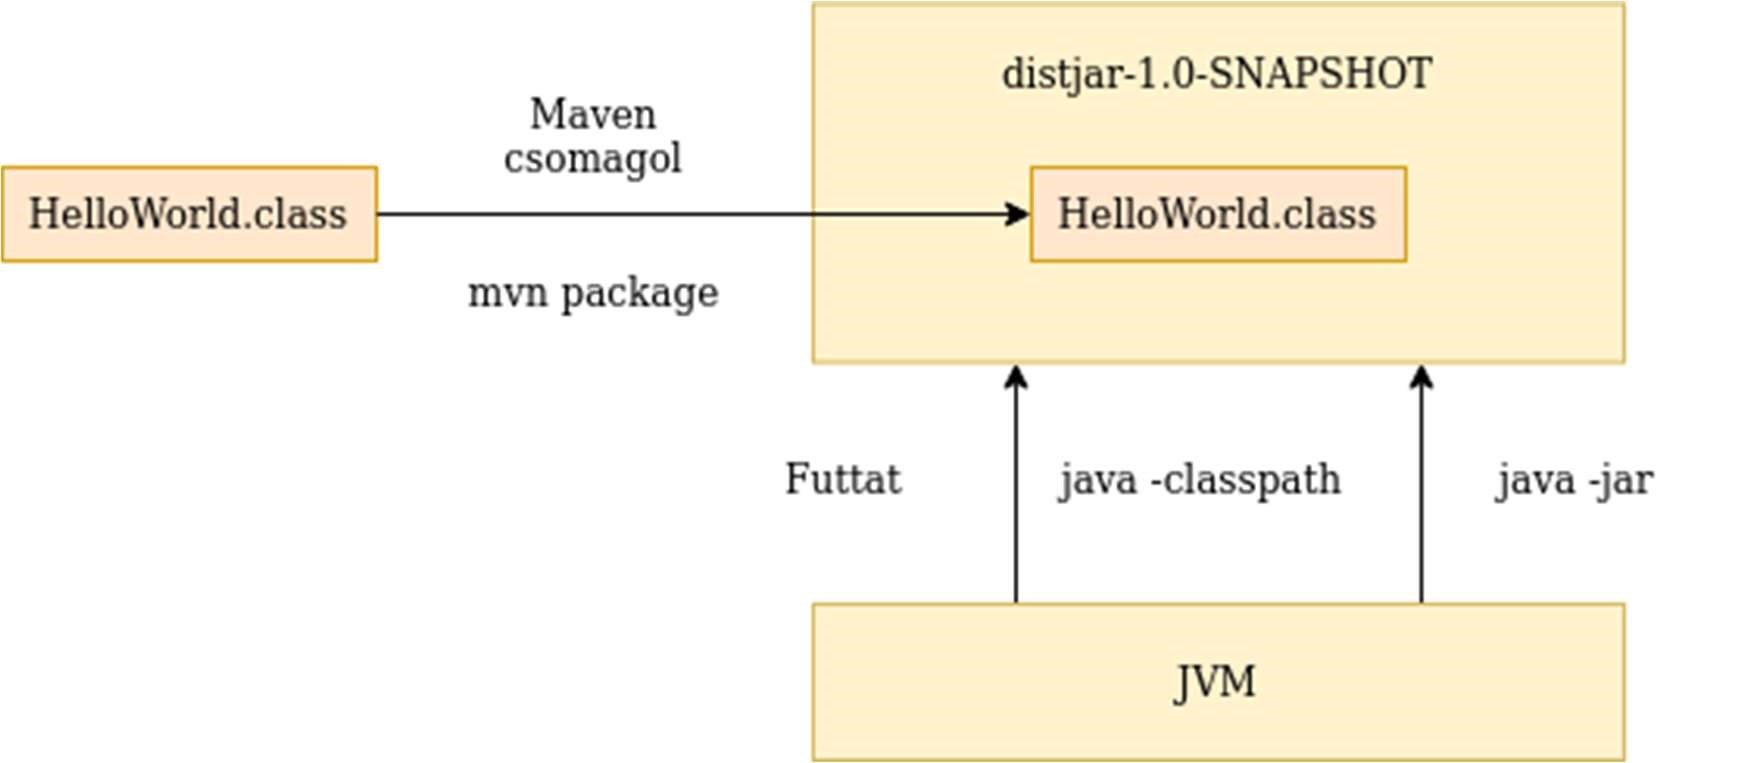 distjar-1.0-SNAPSHOT
Maven
csomagol
HelloWorld.class
HelloWorld.class
mvn package
Futtat
java -classpath
java -jar
JVM